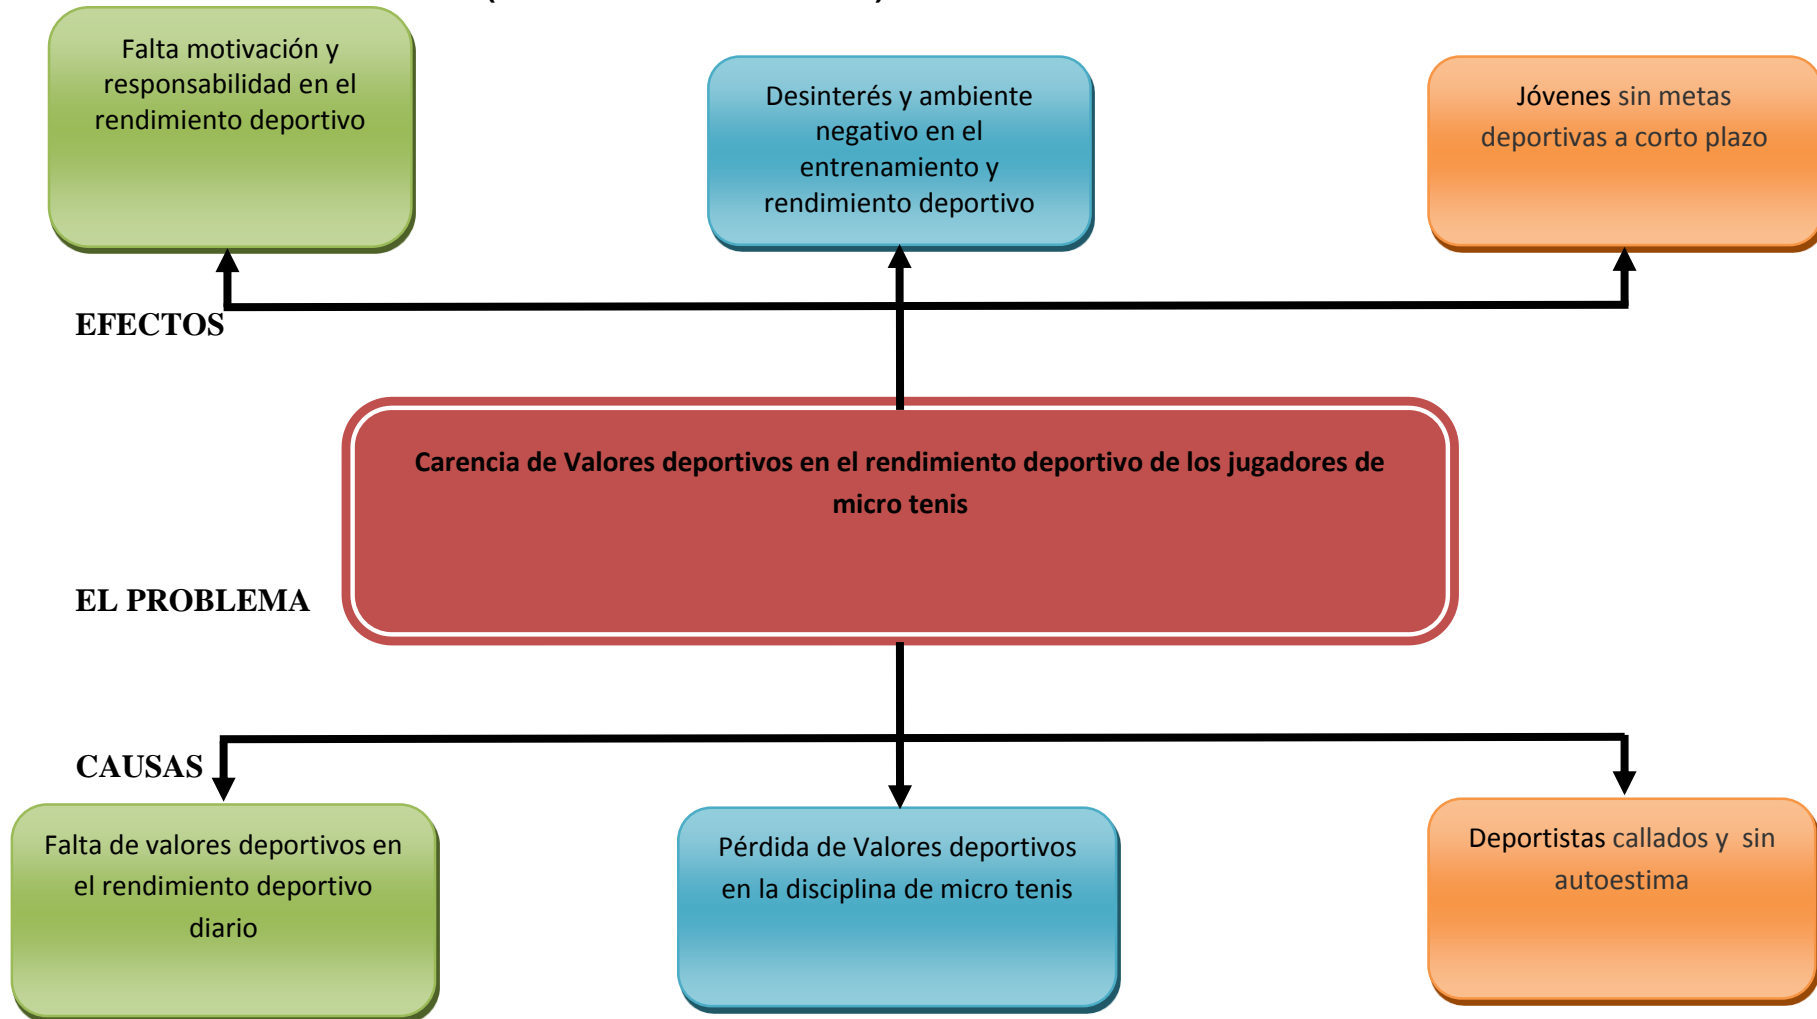 Falta motivación y
responsabilidad en el
rendimiento deportivo
Desinterés y ambiente
negativo en el
entrenamiento y
rendimiento deportivo
Jóvenes sin metas
deportivas a corto plazo
EFECTOS
Carencia de Valores deportivos en el rendimiento deportivo de los jugadores de
micro tenis
EL PROBLEMA
CAUSAS
Falta de valores deportivos en
el rendimiento deportivo
diario
Pérdida de Valores deportivos
en la disciplina de micro tenis
Deportistas callados y  sin
autoestima